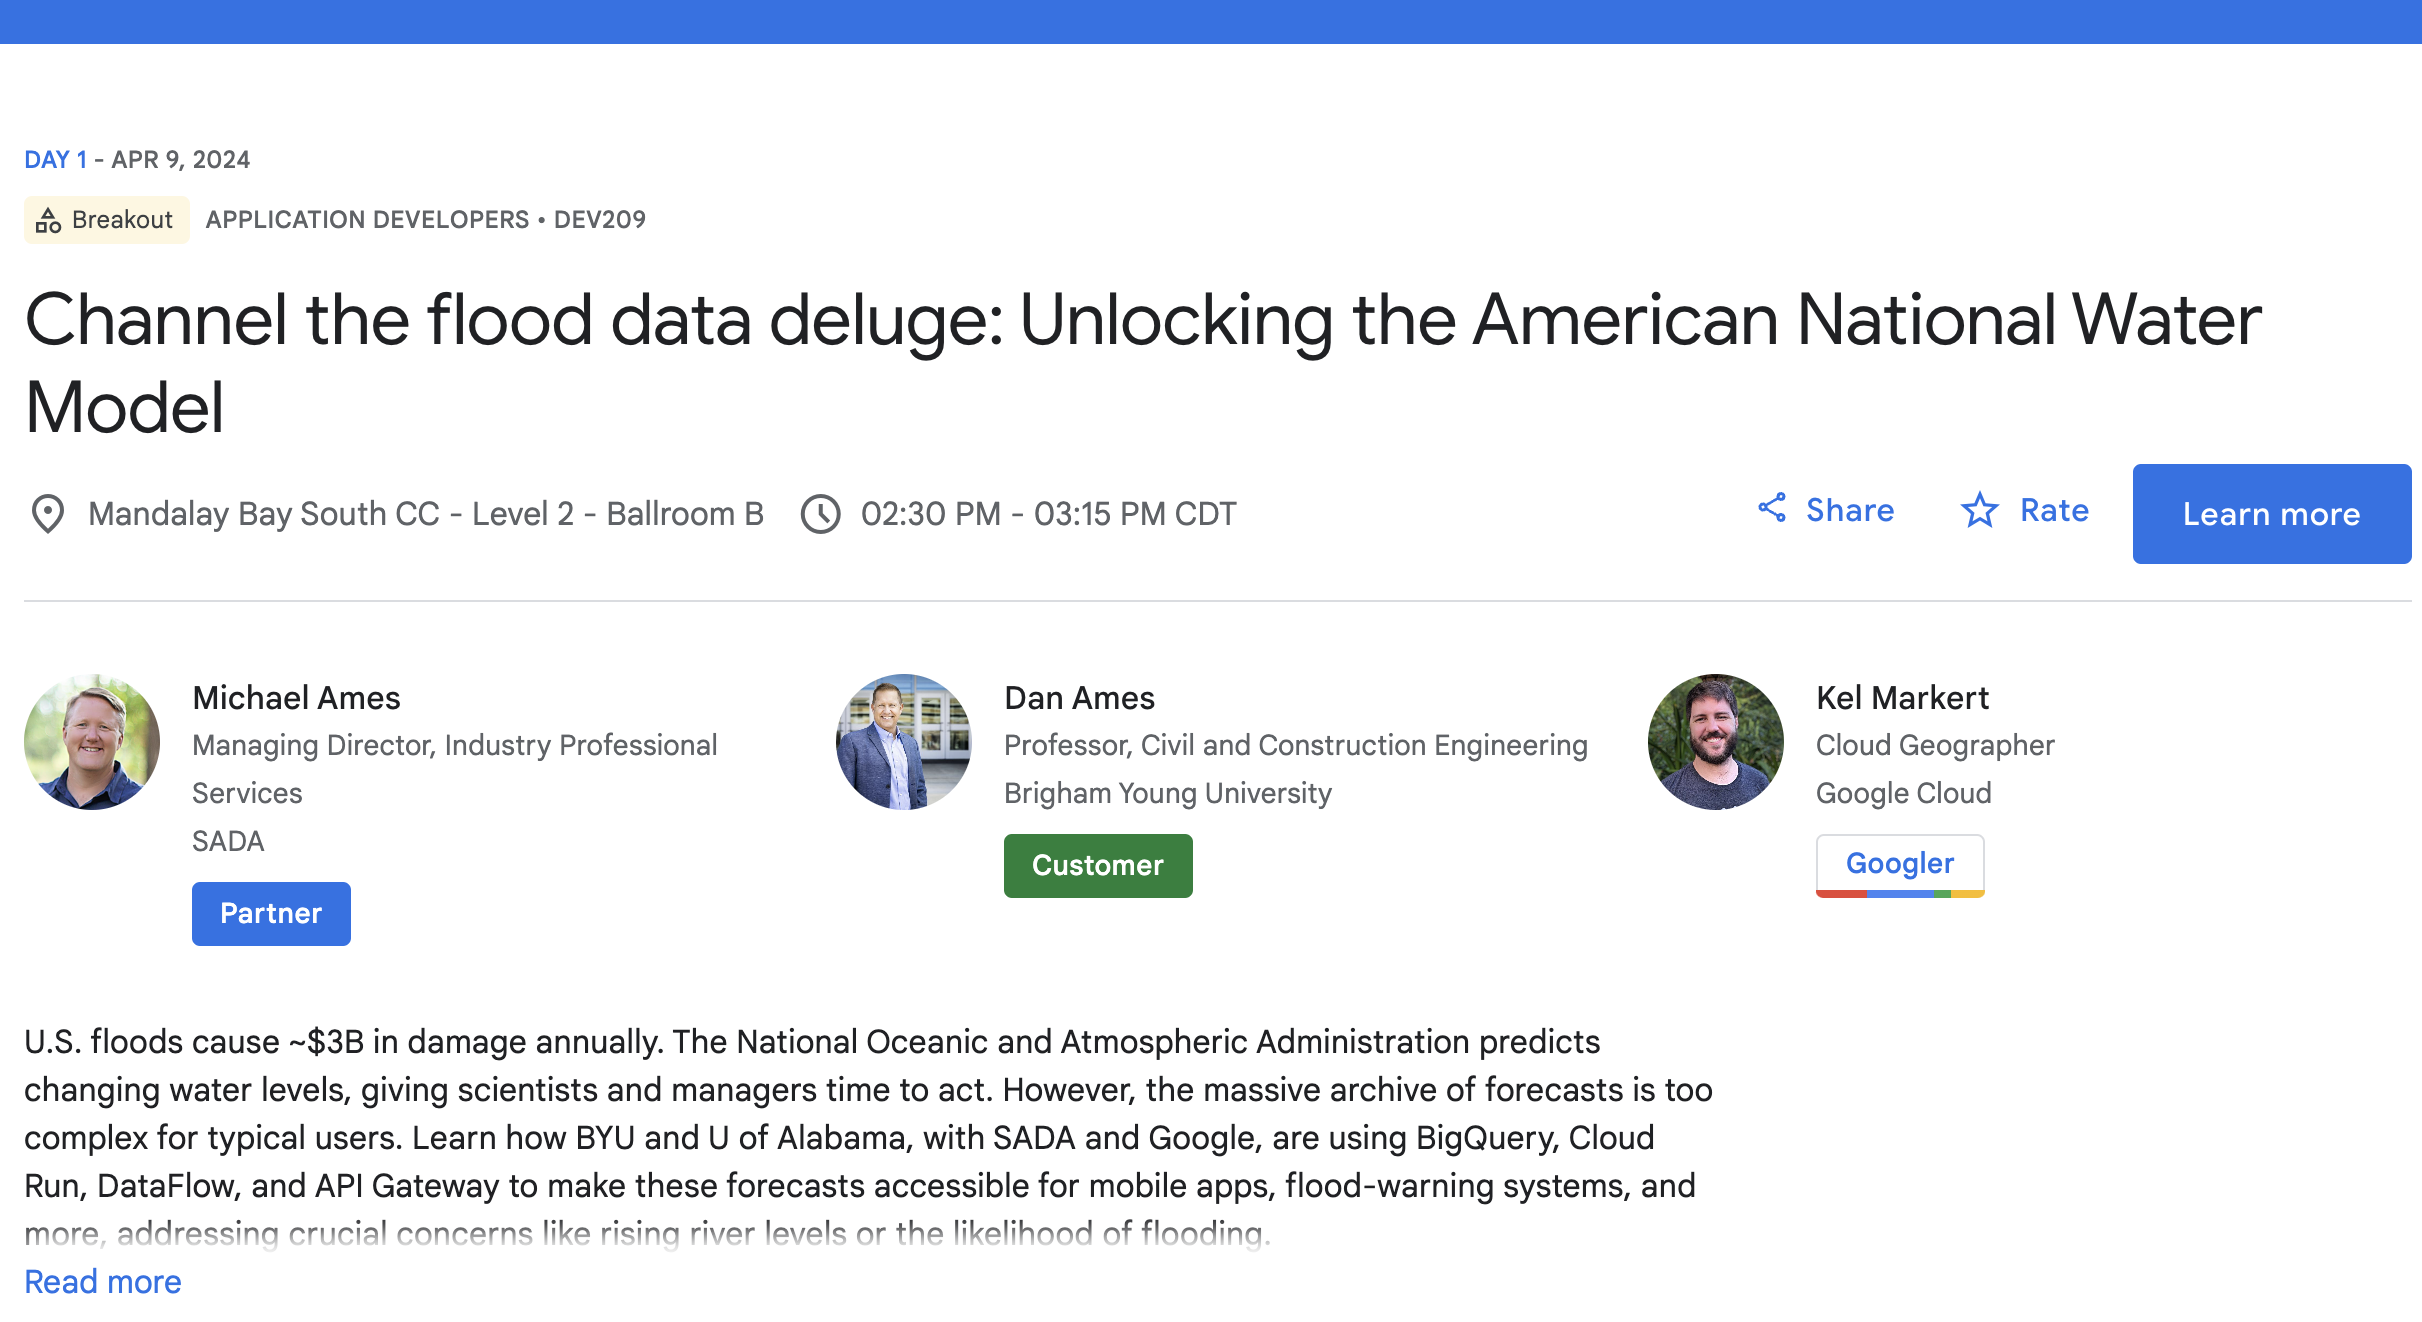 DAY 1 - APR 9, 2024
Breakout APPLICATION DEVELOPERS • DEV209
Channel the flood data deluge: Unlocking the American National Water
Model
Mandalay Bay South CC - Level 2 - Ballroom B 02:30 PM - 03:15 PM CDT
Share Rate Learn more
Michael Ames
Managing Director, Industry Professional
Services
SADA
Partner
Dan Ames
Professor, Civil and Construction Engineering
Brigham Young University
Customer
Kel Markert
Cloud Geographer
Google Cloud
Googler
U.S. floods cause ~$3B in damage annually. The National Oceanic and Atmospheric Administration predicts
changing water levels, giving scientists and managers time to act. However, the massive archive of forecasts is too
complex for typical users. Learn how BYU and U of Alabama, with SADA and Google, are using BigQuery, Cloud
Run, DataFlow, and API Gateway to make these forecasts accessible for mobile apps, flood-warning systems, and
more, addressing crucial concerns like rising river levels or the likelihood of flooding.
Read more